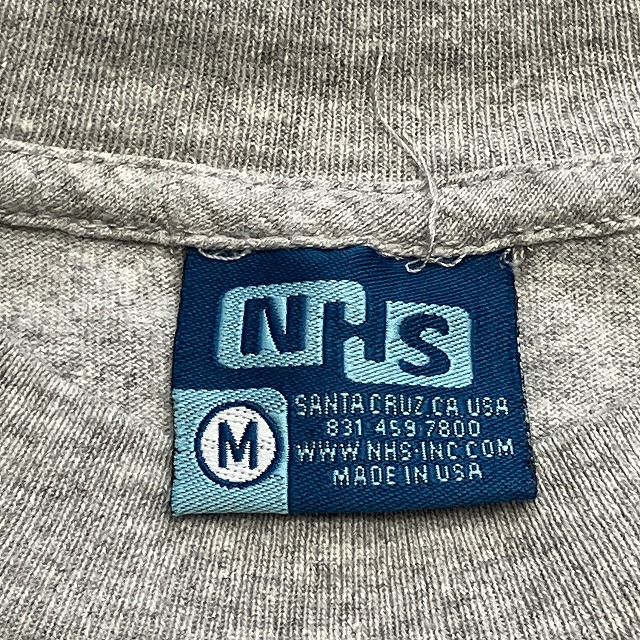 NHS
SANTA CRUZ, CA USA
831 459 7800
WWW.NHS-INC.COM
MADE IN USA
M